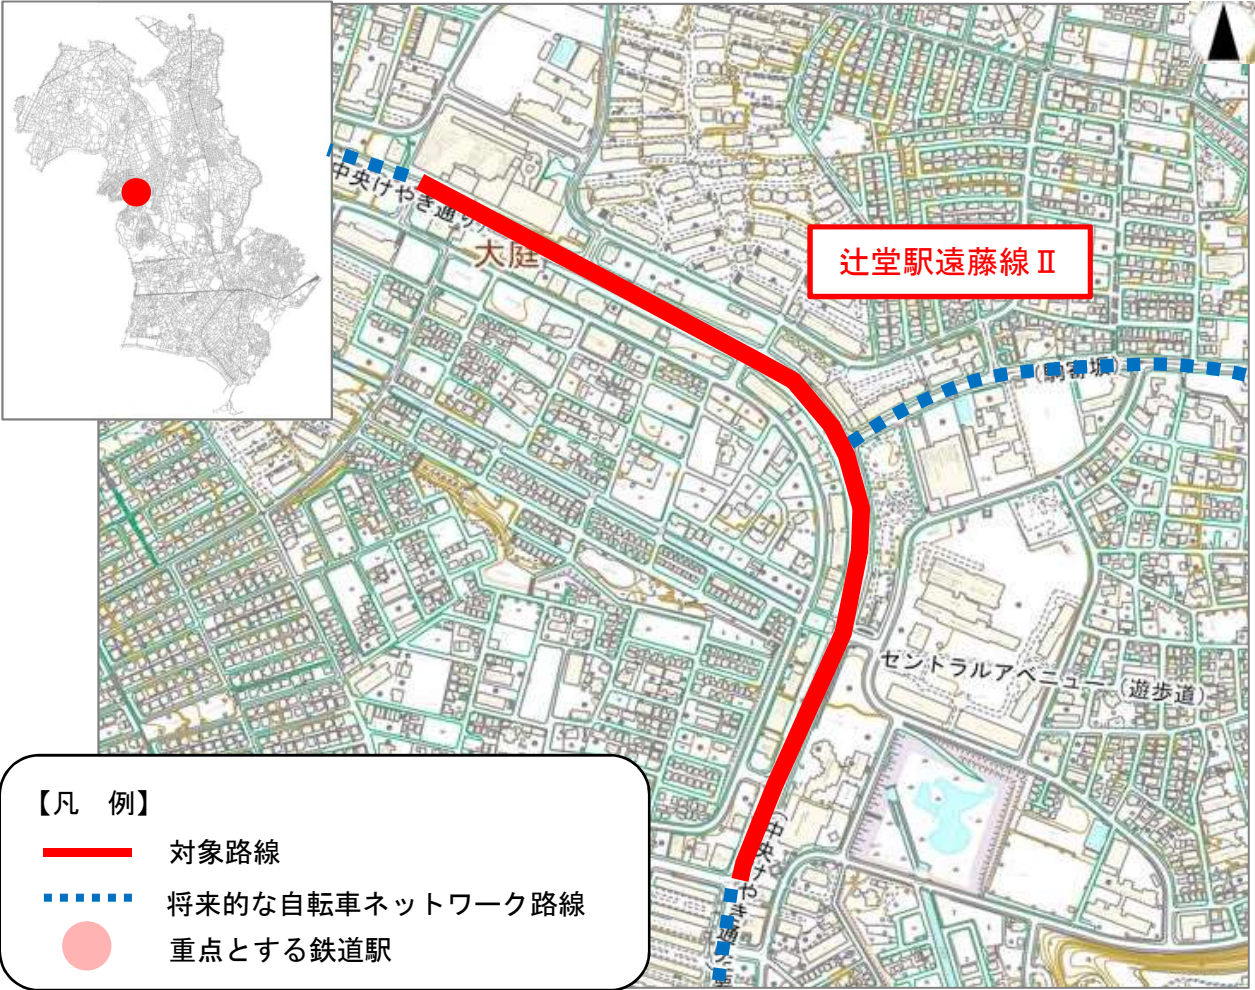 中央けやき通り
大庭
辻堂駅遠藤線Ⅱ
(駒寄堀)
セントラルアベニュー(遊歩道)
(中央けやき通り
【凡　例】
対象路線
将来的な自転車ネットワーク路線
重点とする鉄道駅